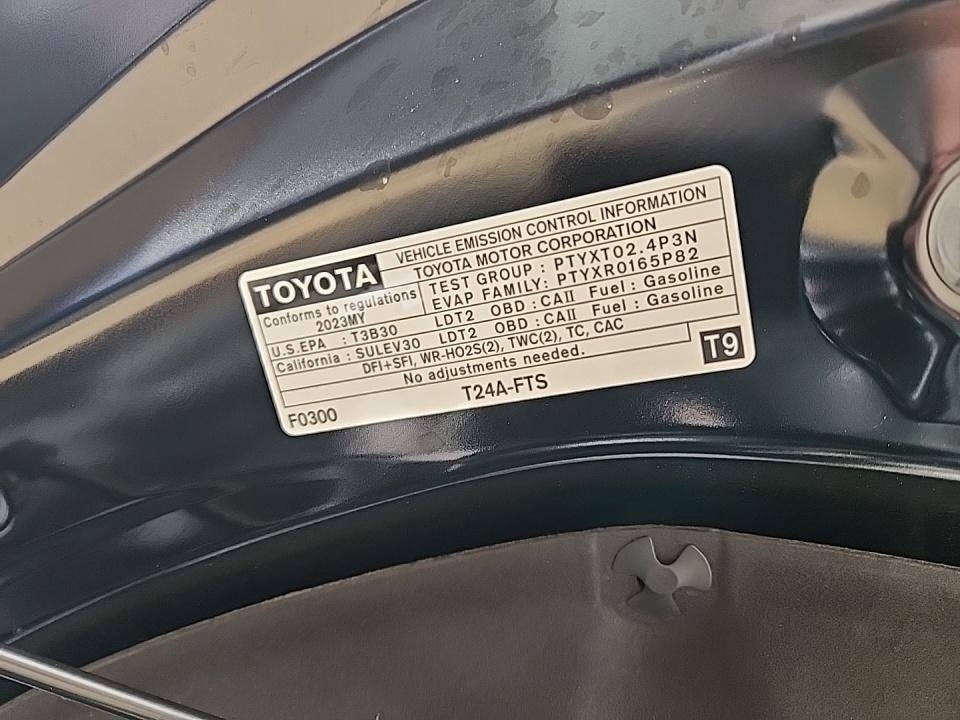 TOYOTA
VEHICLE EMISSION CONTROL INFORMATION
TOYOTA MOTOR CORPORATION
Conforms to regulations
2023MY
TEST GROUP : PTYXT02.4P3N
EVAP FAMILY: PTYXR0165P82
U.S.EPA : T3B30 LDT2 OBD : CAII Fuel : Gasoline
California : SULEV30 LDT2 OBD : CAII Fuel : Gasoline
DFI+SFI, WR-HO2S(2), TWC(2), TC, CAC
No adjustments needed.
T9
F0300
T24A-FTS